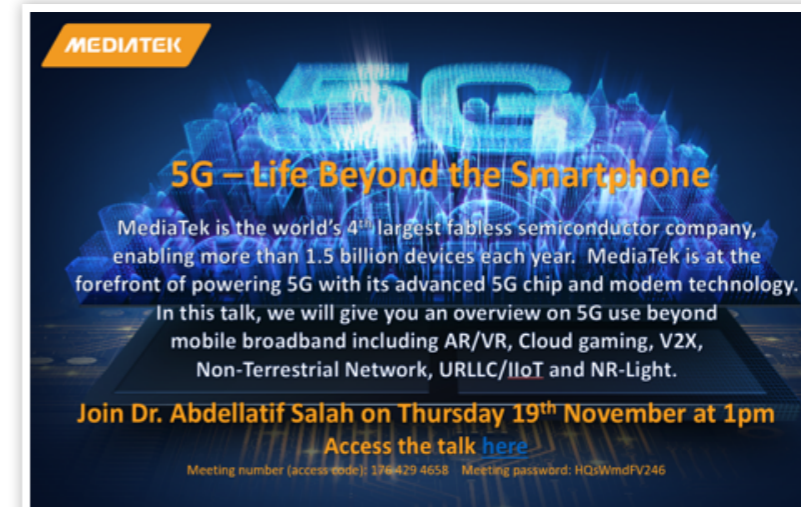 MEDIATEK
5G
5G – Life Beyond the Smartphone
MediaTek is the world's 4th largest fabless semiconductor company,
enabling more than 1.5 billion devices each year. MediaTek is at the
forefront of powering 5G with its advanced 5G chip and modem technology.
In this talk, we will give you an overview on 5G use beyond
mobile broadband including AR/VR, Cloud gaming, V2X,
Non-Terrestrial Network, URLLC/IIoT and NR-Light.
Join Dr. Abdellatif Salah on Thursday 19th November at 1pm
Access the talk here
Meeting number (access code): 176 429 4658 Meeting password: HQsWmdFV246